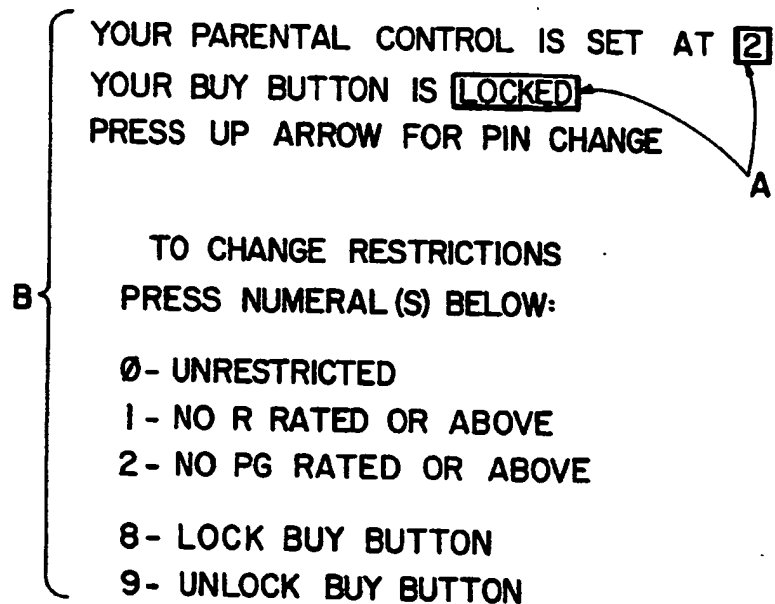 YOUR PARENTAL CONTROL IS SET AT 2
YOUR BUY BUTTON IS LOCKED
PRESS UP ARROW FOR PIN CHANGE
A
TO CHANGE RESTRICTIONS
B
PRESS NUMERAL(S) BELOW:
0- UNRESTRICTED
1- NO R RATED OR ABOVE
2- NO PG RATED OR ABOVE
8- LOCK BUY BUTTON
9- UNLOCK BUY BUTTON